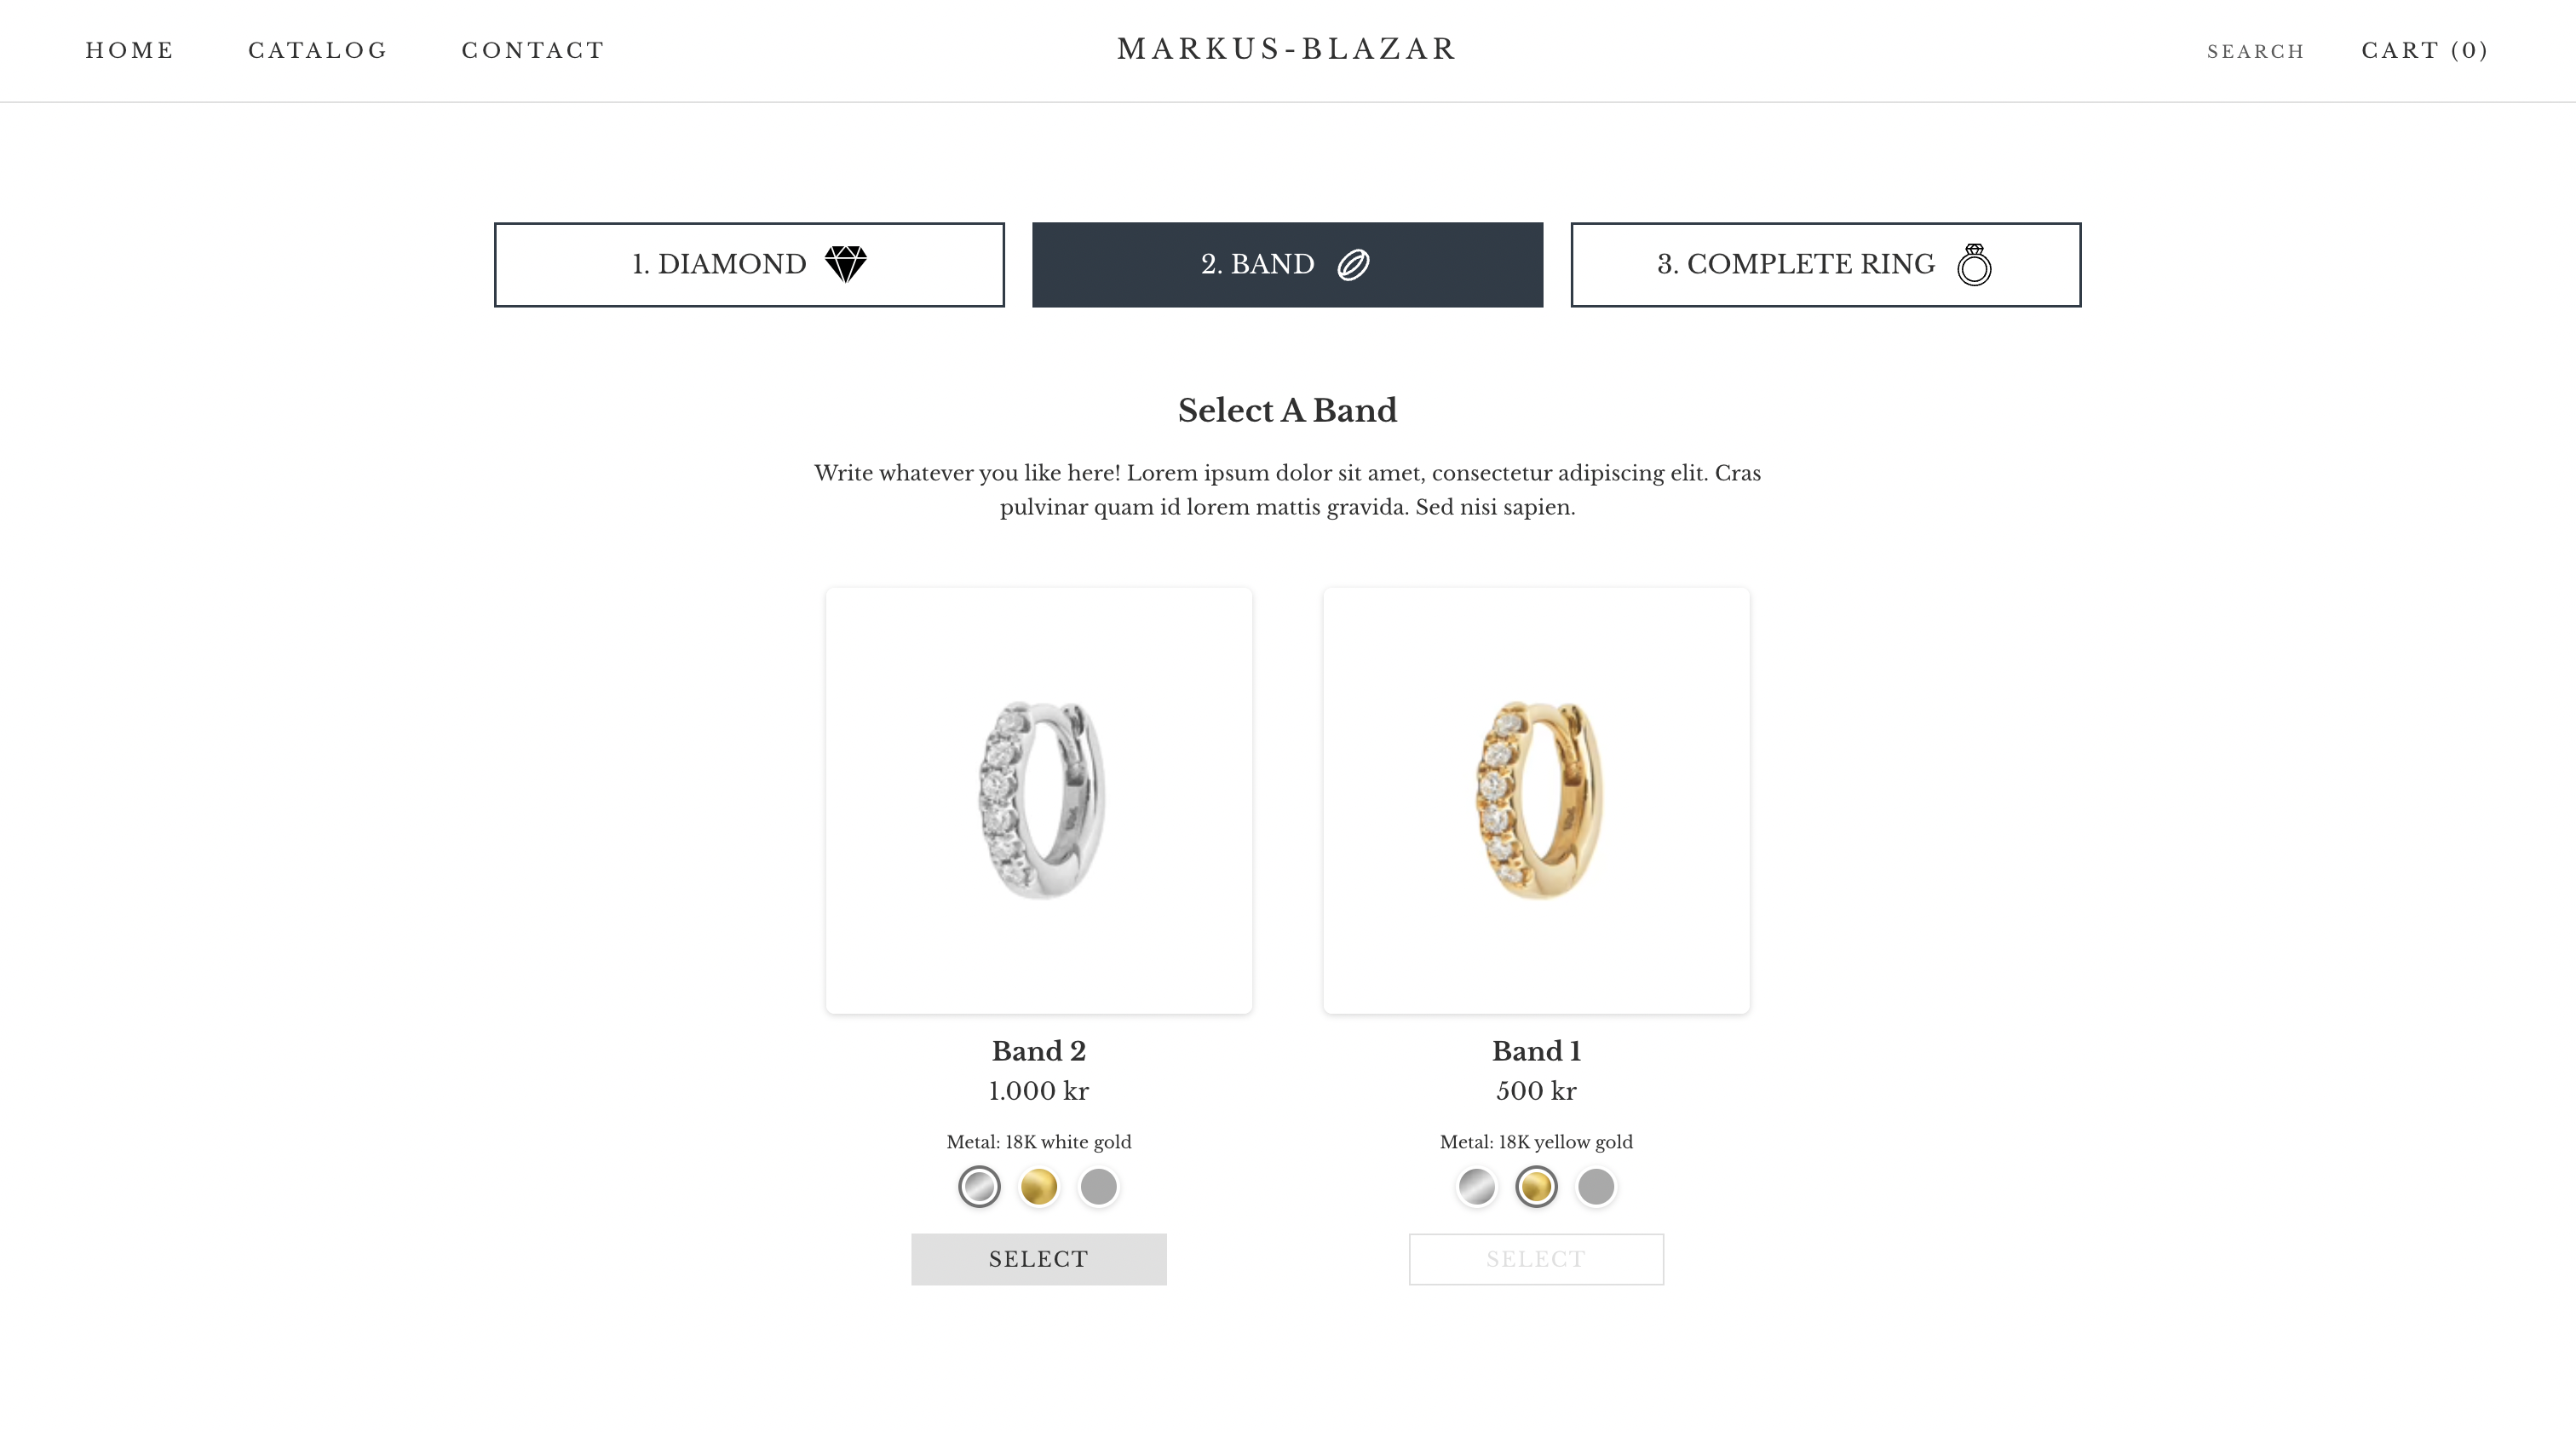 HOME CATALOG CONTACT MARKUS-BLAZAR SEARCH CART (0)
1. DIAMOND 2. BAND 3. COMPLETE RING
Select A Band
Write whatever you like here! Lorem ipsum dolor sit amet, consectetur adipiscing elit. Cras
pulvinar quam id lorem mattis gravida. Sed nisi sapien.
Band 2
1.000 kr
Metal: 18K white gold
SELECT
Band 1
500 kr
Metal: 18K yellow gold
SELECT